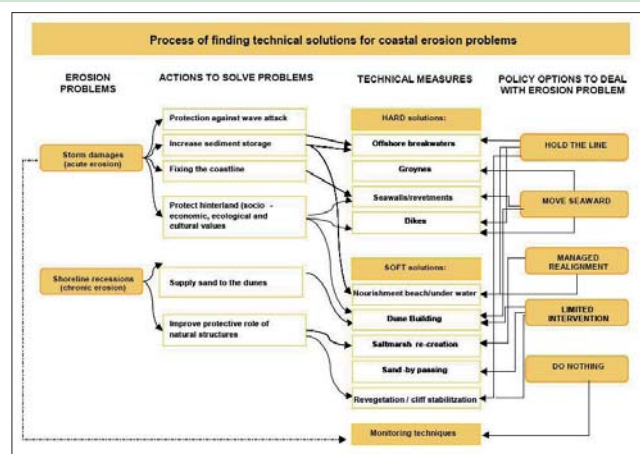 Process of finding technical solutions for coastal erosion problems
EROSION
PROBLEMS
ACTIONS TO SOLVE PROBLEMS
TECHNICAL MEASURES
POLICY OPTIONS TO DEAL
WITH EROSION PROBLEM
Storm damages
(acute erosion)
Shoreline recessions
(chronic erosion)
Protection against wave attack
Increase sediment storage
Fixing the coastline
Protect hinterland (socio -
economic, ecological and
cultural values
Supply sand to the dunes
Improve protective role of
natural structures
HARD solutions:
Offshore breakwaters
Groynes
Seawalls/revetments
Dikes
SOFT solutions:
Nourishment beach/under water
Dune Building
Saltmarsh re-creation
Sand -by passing
Revegetation / cliff stabilitzation
Monitoring techniques
HOLD THE LINE
MOVE SEAWARD
MANAGED
REALIGNMENT
LIMITED
INTERVENTION
DO NOTHING